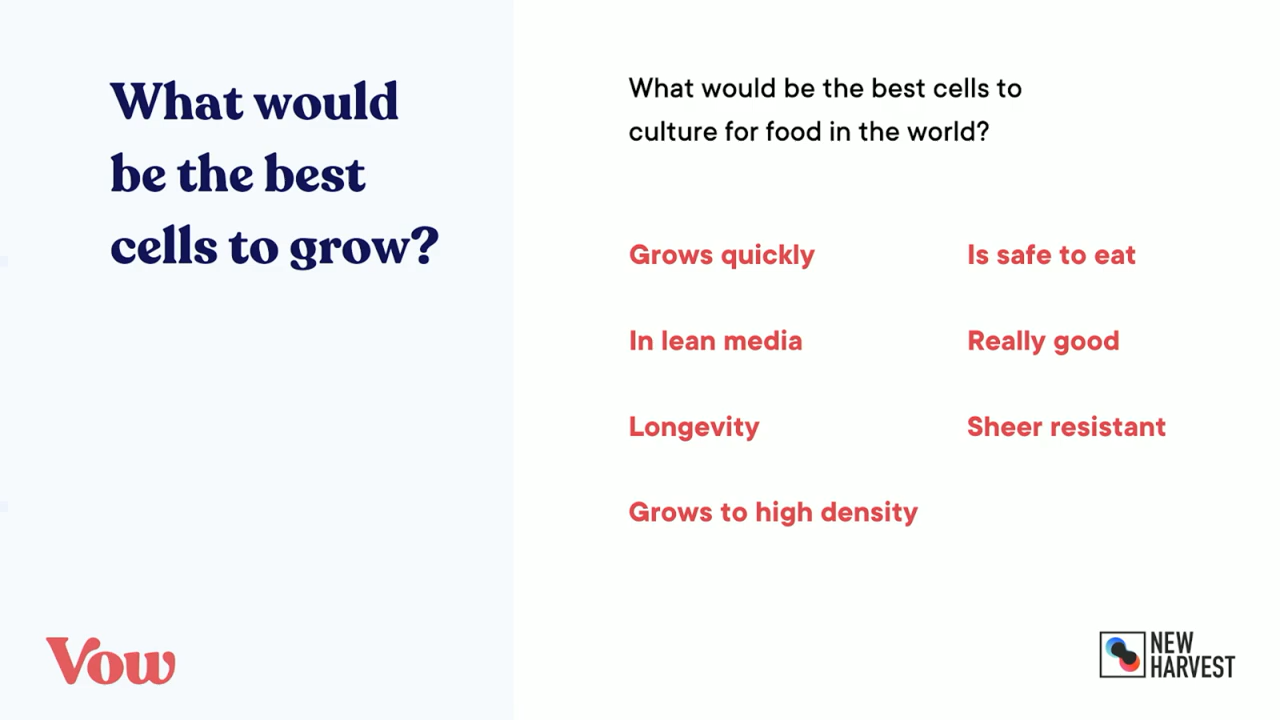 What would
be the best
cells to grow?
What would be the best cells to
culture for food in the world?
Grows quickly
Is safe to eat
In lean media
Really good
Longevity
Sheer resistant
Grows to high density
Vow
NEW
HARVEST